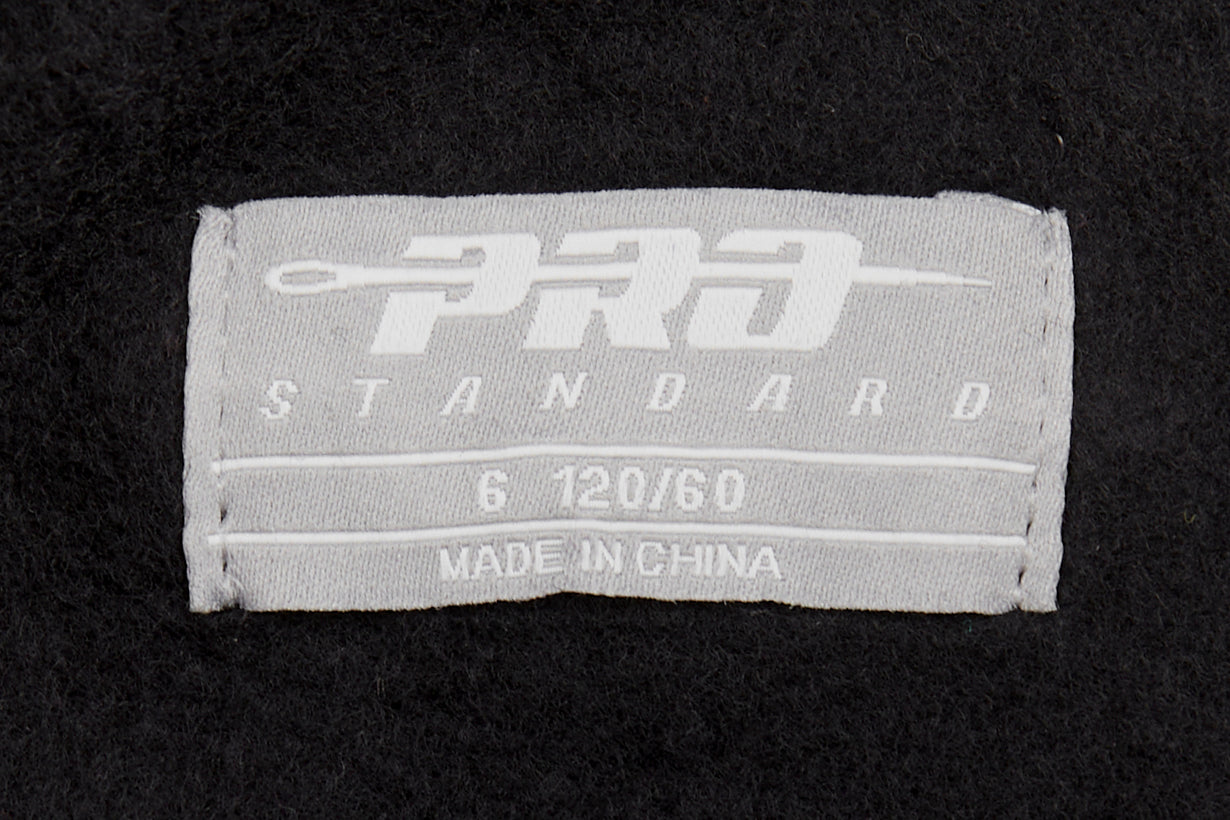 PRO
STANDARD
6 120/60
MADE IN CHINA